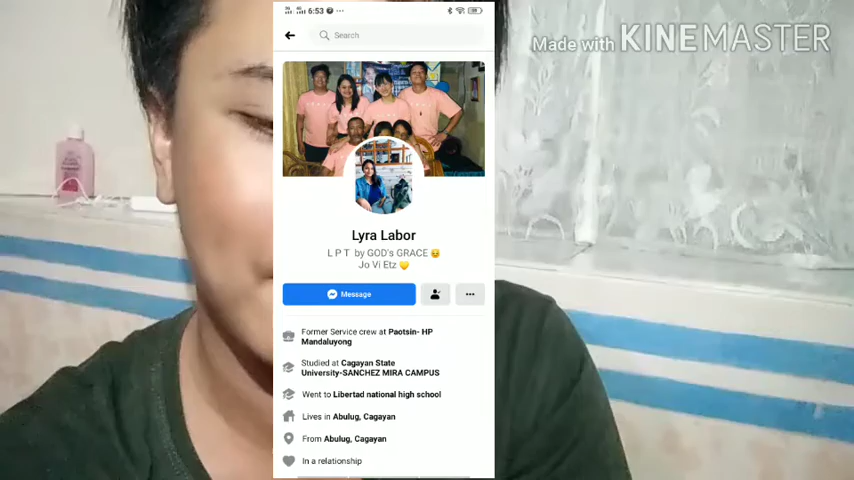 6:53
Search
Made with KINEMASTER
Lyra Labor
L P T by GOD's GRACE 😊
Jo Vi Etz 💛
Message
Former Service crew at Paotsin- HP
Mandaluyong
Studied at Cagayan State
University-SANCHEZ MIRA CAMPUS
Went to Libertad national high school
Lives in Abulug, Cagayan
From Abulug, Cagayan
In a relationship